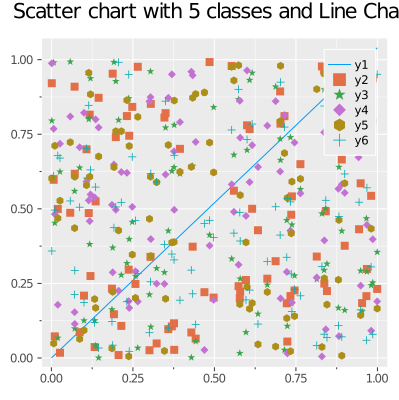 Scatter chart with 5 classes and Line Cha
1.00
0.75
0.50
0.25
0.00
0.00 0.25 0.50 0.75 1.00
y1
y2
y3
y4
y5
y6